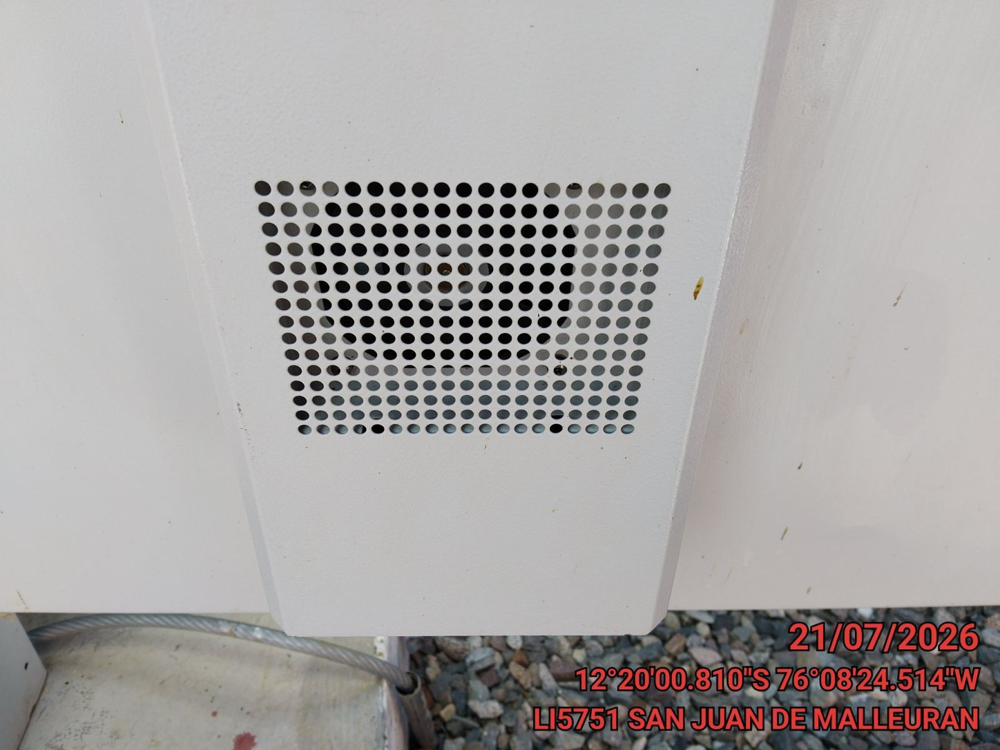 21/07/2026
12°20'00.810"S 76°08'24.514"W
LI5751 SAN JUAN DE MALLEURAN